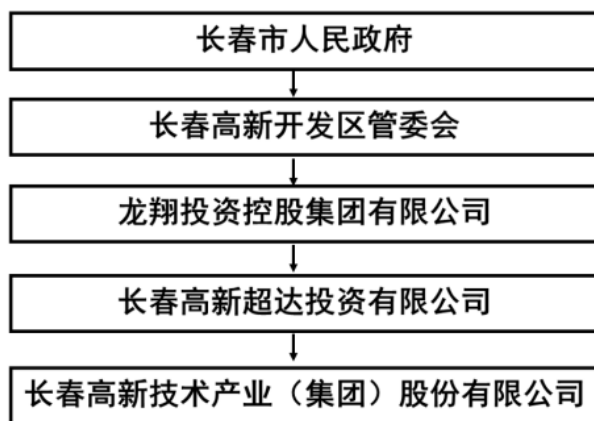 长春市人民政府
长春高新开发区管委会
龙翔投资控股集团有限公司
长春高新超达投资有限公司
长春高新技术产业（集团）股份有限公司